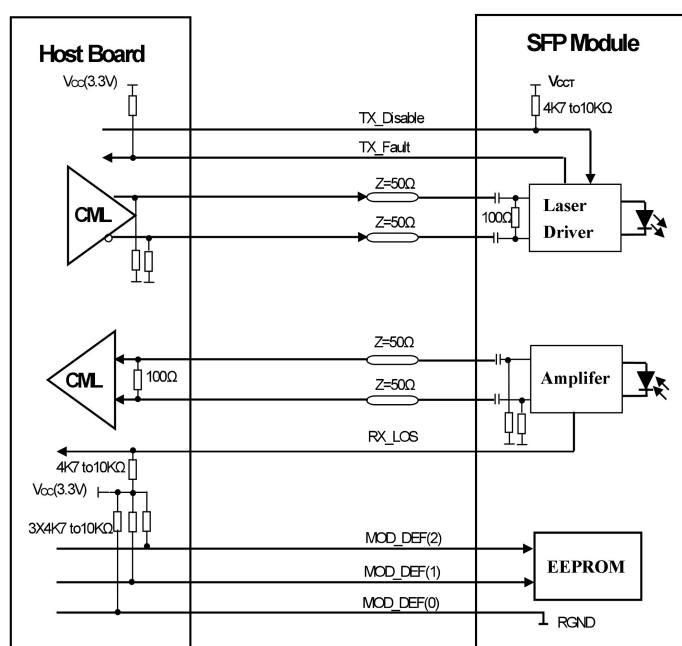 Host Board
SFP Module
VCC(3.3V)
VCCT
4K7 to10KΩ
TX_Disable
TX_Fault
Z=50Ω
CML
100Ω
Laser
Driver
Z=50Ω
Z=50Ω
CML
100Ω
Z=50Ω
Amplifer
RX_LOS
4K7 to10KΩ
VCC(3.3V)
3X4K7 to10KΩ
MOD_DEF(2)
EEPROM
MOD_DEF(1)
MOD_DEF(0)
RGND